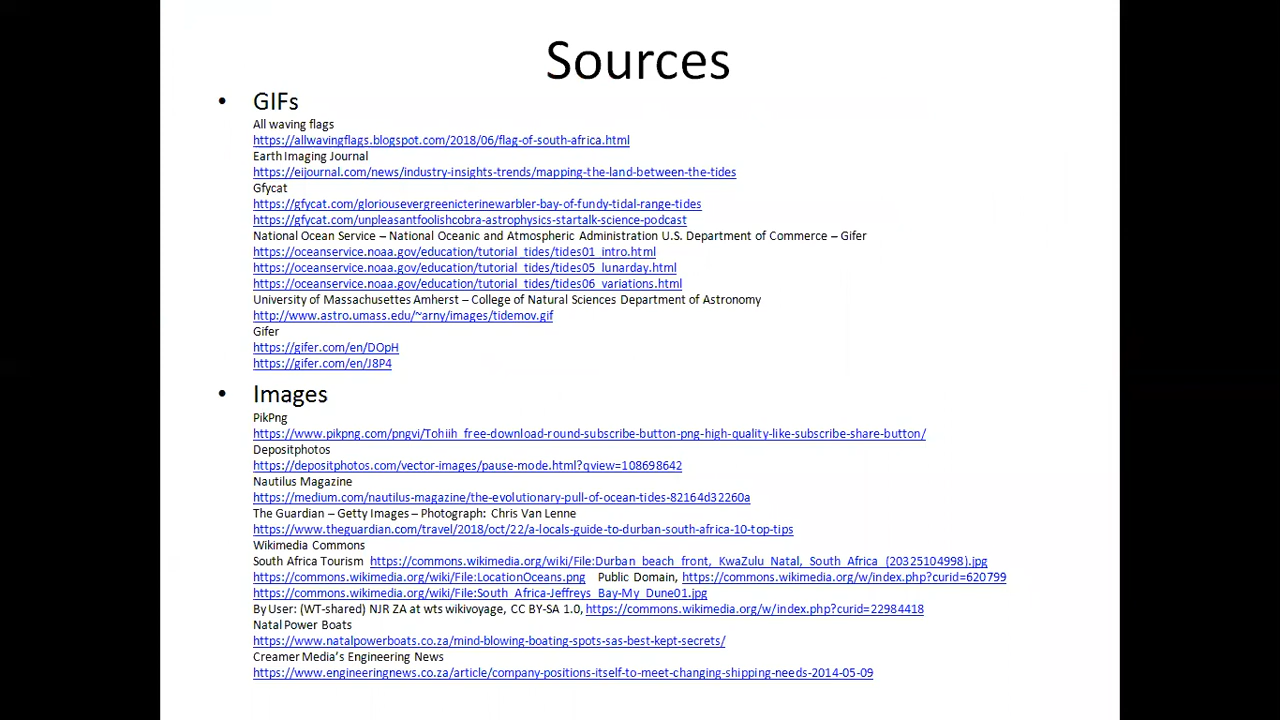 Sources
• GIFs
All waving flags
https://allwavingflags.blogspot.com/2018/06/flag-of-south-africa.html
Earth Imaging Journal
https://eijournal.com/news/industry-insights-trends/mapping-the-land-between-the-tides
Gfycat
https://gfycat.com/gloriousevergreenicterinewarbler-bay-of-fundy-tidal-range-tides
https://gfycat.com/unpleasantfoolishcobra-astrophysics-startalk-science-podcast
National Ocean Service – National Oceanic and Atmospheric Administration U.S. Department of Commerce – Gifer
https://oceanservice.noaa.gov/education/tutorial_tides/tides01_intro.html
https://oceanservice.noaa.gov/education/tutorial_tides/tides05_lunarday.html
https://oceanservice.noaa.gov/education/tutorial_tides/tides06_variations.html
University of Massachusettes Amherst – College of Natural Sciences Department of Astronomy
http://www.astro.umass.edu/~arny/images/tidemov.gif
Gifer
https://gifer.com/en/DOpH
https://gifer.com/en/J8P4
• Images
PikPng
https://www.pikpng.com/pngvi/Tohiih_free-download-round-subscribe-button-png-high-quality-like-subscribe-share-button/
Depositphotos
https://depositphotos.com/vector-images/pause-mode.html?qview=108698642
Nautilus Magazine
https://medium.com/nautilus-magazine/the-evolutionary-pull-of-ocean-tides-82164d32260a
The Guardian – Getty Images – Photograph: Chris Van Lenne
https://www.theguardian.com/travel/2018/oct/22/a-locals-guide-to-durban-south-africa-10-top-tips
Wikimedia Commons
South Africa Tourism https://commons.wikimedia.org/wiki/File:Durban_beach_front,_KwaZulu_Natal,_South_Africa_(20325104998).jpg
https://commons.wikimedia.org/wiki/File:LocationOceans.png Public Domain, https://commons.wikimedia.org/w/index.php?curid=620799
https://commons.wikimedia.org/wiki/File:South_Africa-Jeffreys_Bay-My_Dune01.jpg
By User: (WT-shared) NJR ZA at wts wikivoyage, CC BY-SA 1.0, https://commons.wikimedia.org/w/index.php?curid=22984418
Natal Power Boats
https://www.natalpowerboats.co.za/mind-blowing-boating-spots-sas-best-kept-secrets/
Creamer Media's Engineering News
https://www.engineeringnews.co.za/article/company-positions-itself-to-meet-changing-shipping-needs-2014-05-09